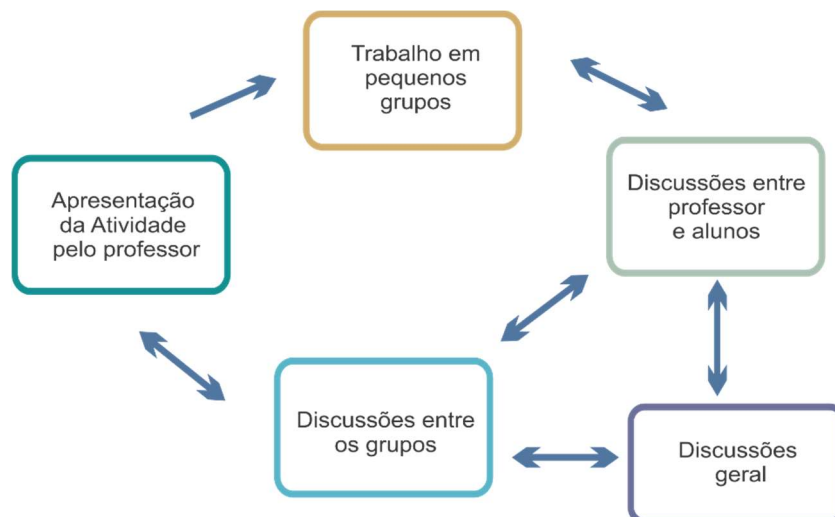 Trabalho em
pequenos
grupos
Apresentação
da Atividade
pelo professor
Discussões entre
professor
e alunos
Discussões entre
os grupos
Discussões
geral